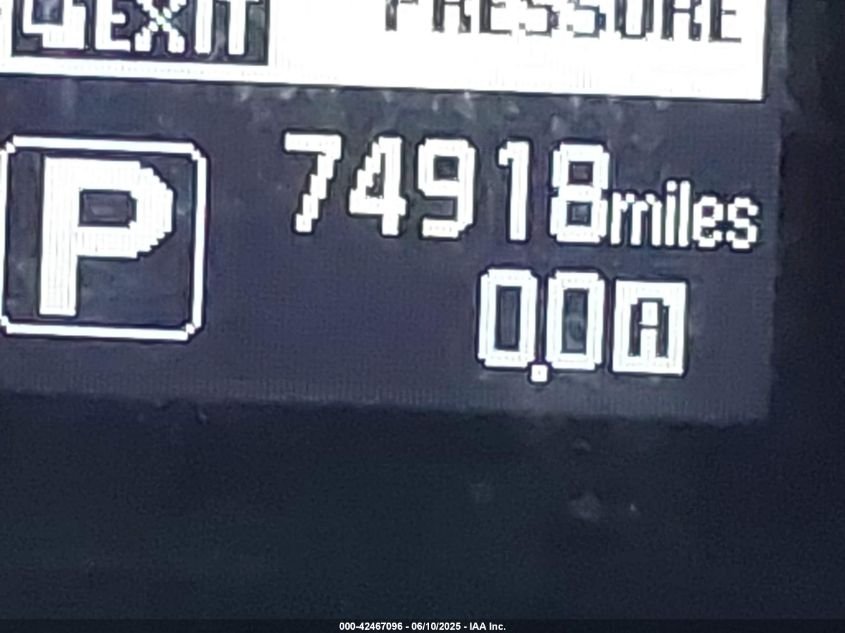 EXIT PRESSURE
P 74918miles
0.0A
000-42467096 - 06/10/2025 - IAA Inc.